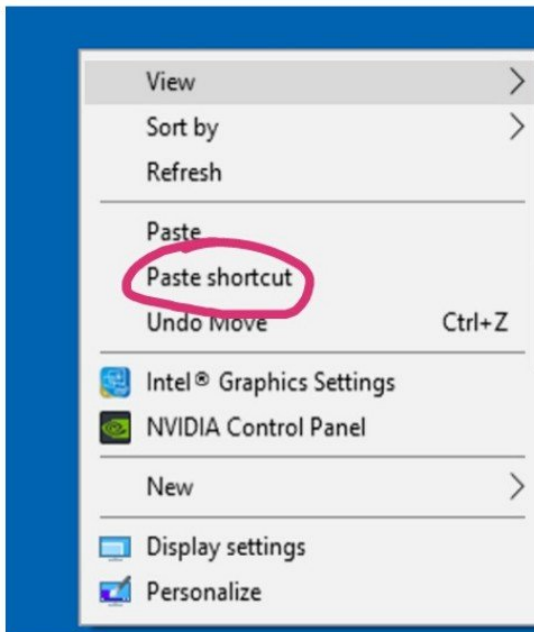 View
Sort by
Refresh
Paste
Paste shortcut
Undo Move Ctrl+Z
Intel® Graphics Settings
NVIDIA Control Panel
New
Display settings
Personalize